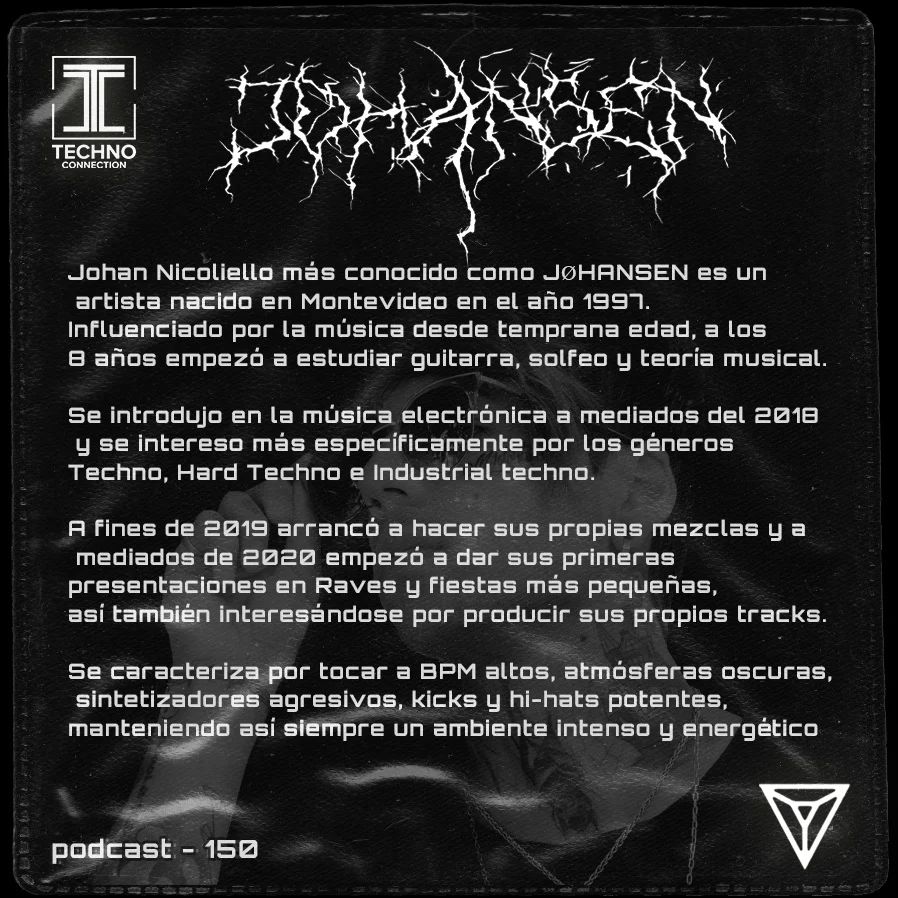 TECHNO
CONNECTION
JØHANSEN
Johan Nicoliello más conocido como JØHANSEN es un
artista nacido en Montevideo en el año 1997.
Influenciado por la música desde temprana edad, a los
8 años empezó a estudiar guitarra, solfeo y teoría musical.
Se introdujo en la música electrónica a mediados del 2018
y se intereso más específicamente por los géneros
Techno, Hard Techno e Industrial techno.
A fines de 2019 arrancó a hacer sus propias mezclas y a
mediados de 2020 empezó a dar sus primeras
presentaciones en Raves y fiestas más pequeñas,
así también interesándose por producir sus propios tracks.
Se caracteriza por tocar a BPM altos, atmósferas oscuras,
sintetizadores agresivos, kicks y hi-hats potentes,
manteniendo así siempre un ambiente intenso y energético
podcast - 150